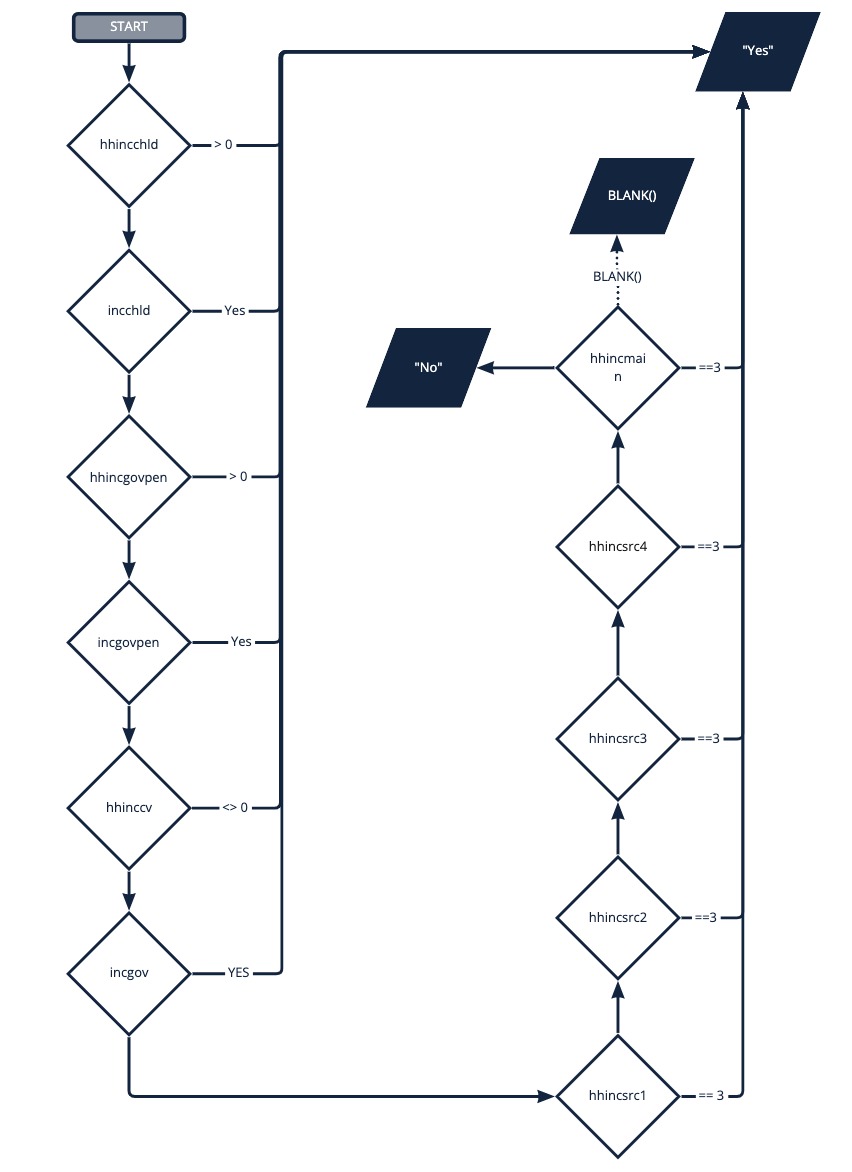 START
"Yes"
hhincchld
> 0
BLANK()
BLANK()
incchld
Yes
hhincmai
n
==3
"No"
hhincgovpen
> 0
hhincsrc4
==3
incgovpen
Yes
hhincsrc3
==3
hhinccv
<> 0
hhincsrc2
==3
incgov
YES
hhincsrc1
== 3